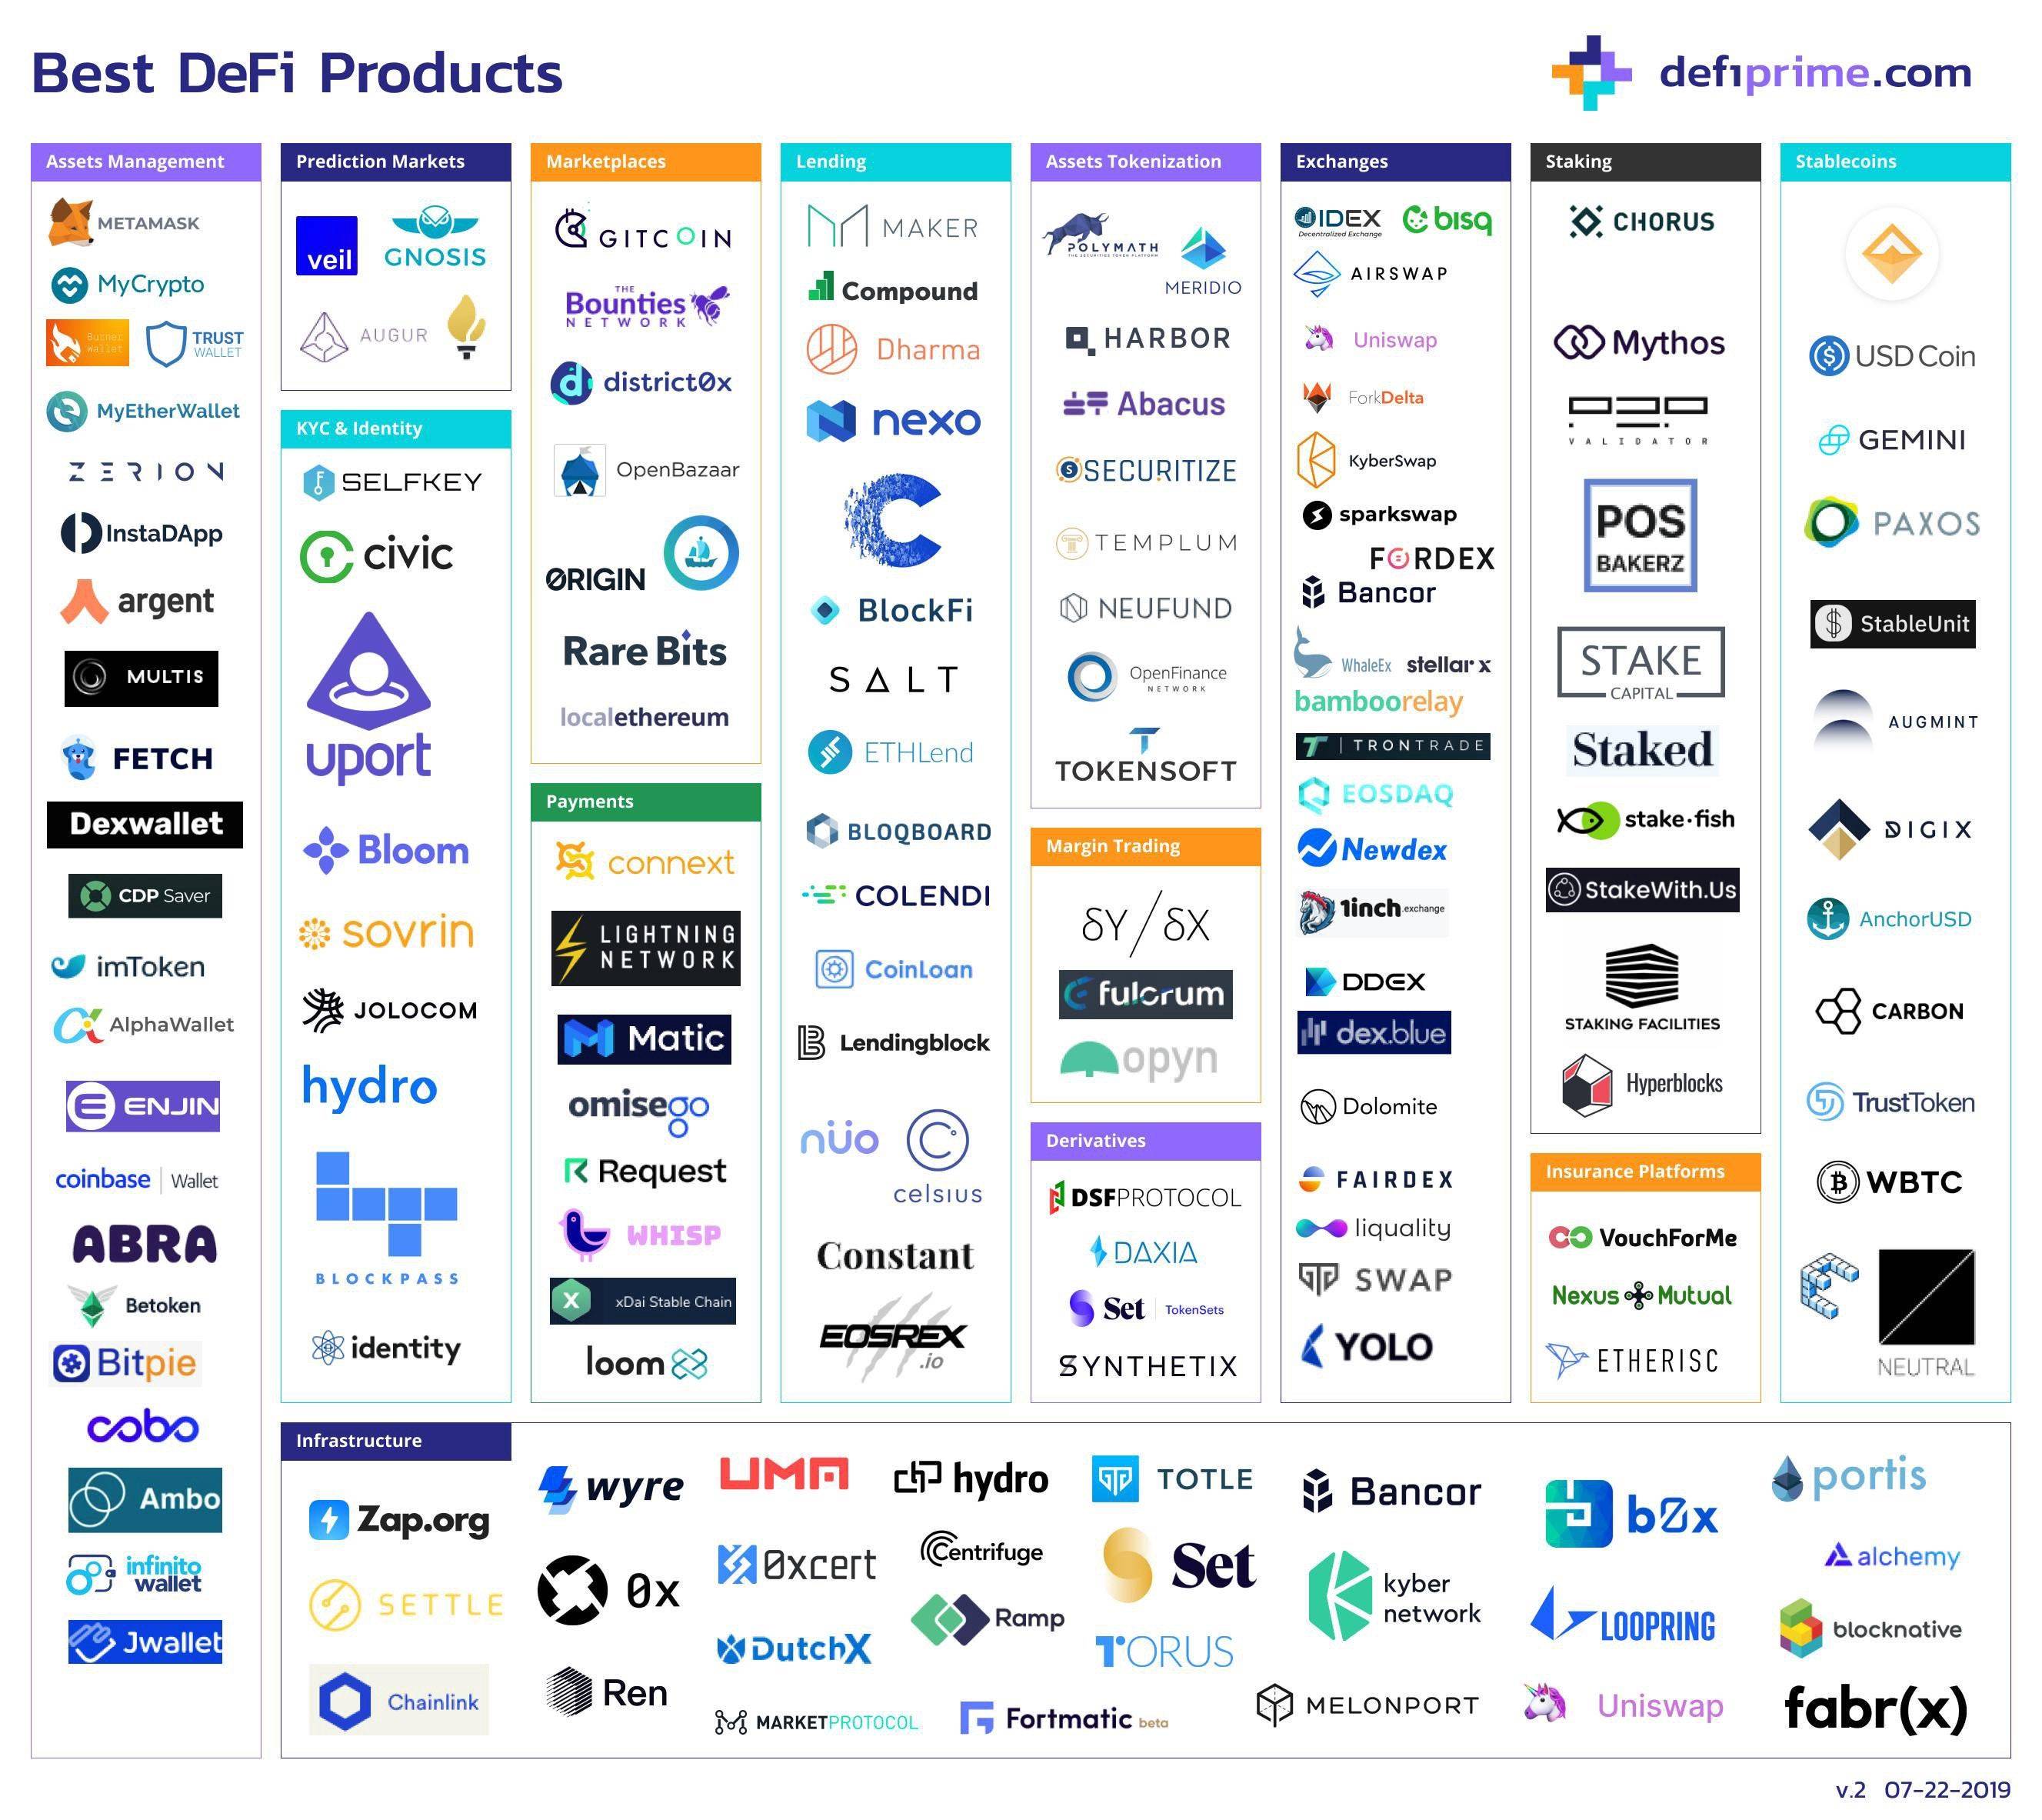 Best DeFi Products
defiprime.com
Assets Management
METAMASK
MyCrypto
Burner
Wallet
TRUST
WALLET
MyEtherWallet
ZERION
InstaDApp
argent
MULTIS
FETCH
Dexwallet
CDP Saver
imToken
AlphaWallet
ENJIN
coinbase | Wallet
ABRA
Betoken
Bitpie
cobo
Ambo
infinito
wallet
Jwallet
Prediction Markets
veil
GNOSIS
AUGUR
KYC & Identity
SELFKEY
civic
uport
Bloom
sovrin
JOLOCOM
hydro
BLOCKPASS
identity
Marketplaces
GITCOIN
THE
Bounties
NETWORK
district0x
OpenBazaar
ØRIGIN
Rare Bits
localethereum
Payments
connext
LIGHTNING
NETWORK
Matic
omisego
Request
WHISP
xDai Stable Chain
loom
Lending
MAKER
Compound
Dharma
nexo
BlockFi
SALT
ETHLend
BLOQBOARD
COLENDI
CoinLoan
Lendingblock
nüo
celsius
Constant
EOSREX
.io
Assets Tokenization
POLYMATH
THE SECURITIES TOKEN PLATFORM
MERIDIO
HARBOR
Abacus
SECURITIZE
TEMPLUM
NEUFUND
OpenFinance
NETWORK
TOKENSOFT
Margin Trading
δY/δX
fulcrum
opyn
Derivatives
DSFPROTOCOL
DAXIA
Set | TokenSets
SYNTHETIX
Exchanges
IDEX
Decentralized Exchange
bisq
AIRSWAP
Uniswap
ForkDelta
KyberSwap
sparkswap
FORDEX
Bancor
WhaleEx
stellar x
bamboorelay
T | TRONTRADE
EOSDAQ
Newdex
1inch.exchange
DDEX
dex.blue
Dolomite
FAIRDEX
liquality
SWAP
YOLO
Staking
CHORUS
Mythos
P2P
VALIDATOR
POS
BAKERZ
STAKE
CAPITAL
Staked
stake·fish
StakeWith.Us
STAKING FACILITIES
Hyperblocks
Insurance Platforms
VouchForMe
Nexus Mutual
ETHERISC
Stablecoins
USD Coin
GEMINI
PAXOS
StableUnit
AUGMINT
DIGIX
AnchorUSD
CARBON
TrustToken
WBTC
NEUTRAL
Infrastructure
Zap.org
SETTLE
Chainlink
wyre
0x
Ren
UMA
0xcert
DutchX
MARKETPROTOCOL
hydro
Centrifuge
Ramp
Fortmatic beta
TOTLE
Set
TORUS
Bancor
kyber
network
MELONPORT
b0x
LOOPRING
Uniswap
portis
alchemy
blocknative
fabr(x)
v.2 07-22-2019